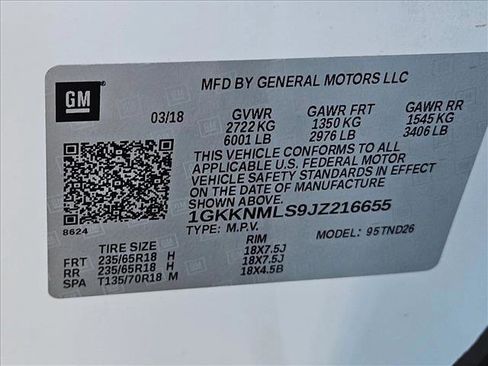 GM
MFD BY GENERAL MOTORS LLC
03/18 GVWR GAWR FRT GAWR RR
2722 KG 1350 KG 1545 KG
6001 LB 2976 LB 3406 LB
THIS VEHICLE CONFORMS TO ALL
APPLICABLE U.S. FEDERAL MOTOR
VEHICLE SAFETY STANDARDS IN EFFECT
ON THE DATE OF MANUFACTURE
SHOWN ABOVE.
1GKKNMLS9JZ216655
8624 TYPE: M.P.V. MODEL: 95TND26
TIRE SIZE RIM
FRT 235/65R18 H 18X7.5J
RR 235/65R18 H 18X7.5J
SPA T135/70R18 M 18X4.5B